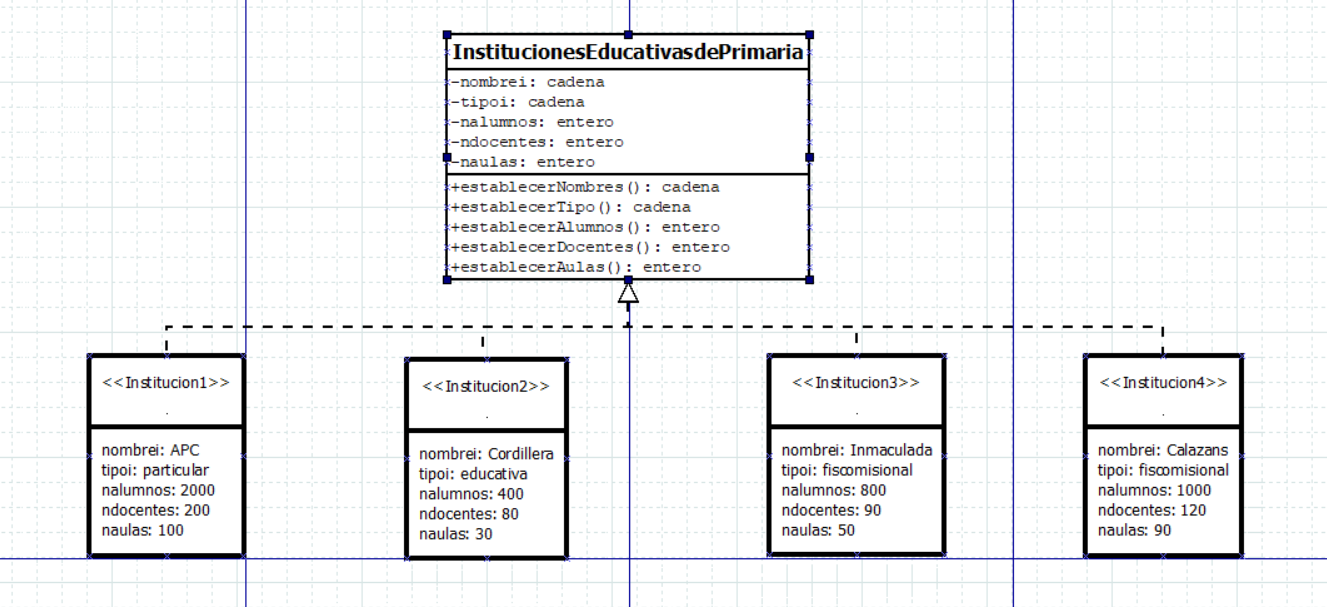 InstitucionesEducativasdePrimaria
-nombrei: cadena
-tipoi: cadena
-nalumnos: entero
-ndocentes: entero
-naulas: entero
+establecerNombres(): cadena
+establecerTipo(): cadena
+establecerAlumnos(): entero
+establecerDocentes(): entero
+establecerAulas(): entero
<<Institucion1>>
.
nombrei: APC
tipoi: particular
nalumnos: 2000
ndocentes: 200
naulas: 100
<<Institucion2>>
.
nombrei: Cordillera
tipoi: educativa
nalumnos: 400
ndocentes: 80
naulas: 30
<<Institucion3>>
.
nombrei: Inmaculada
tipoi: fiscomisional
nalumnos: 800
ndocentes: 90
naulas: 50
<<Institucion4>>
.
nombrei: Calazans
tipoi: fiscomisional
nalumnos: 1000
ndocentes: 120
naulas: 90